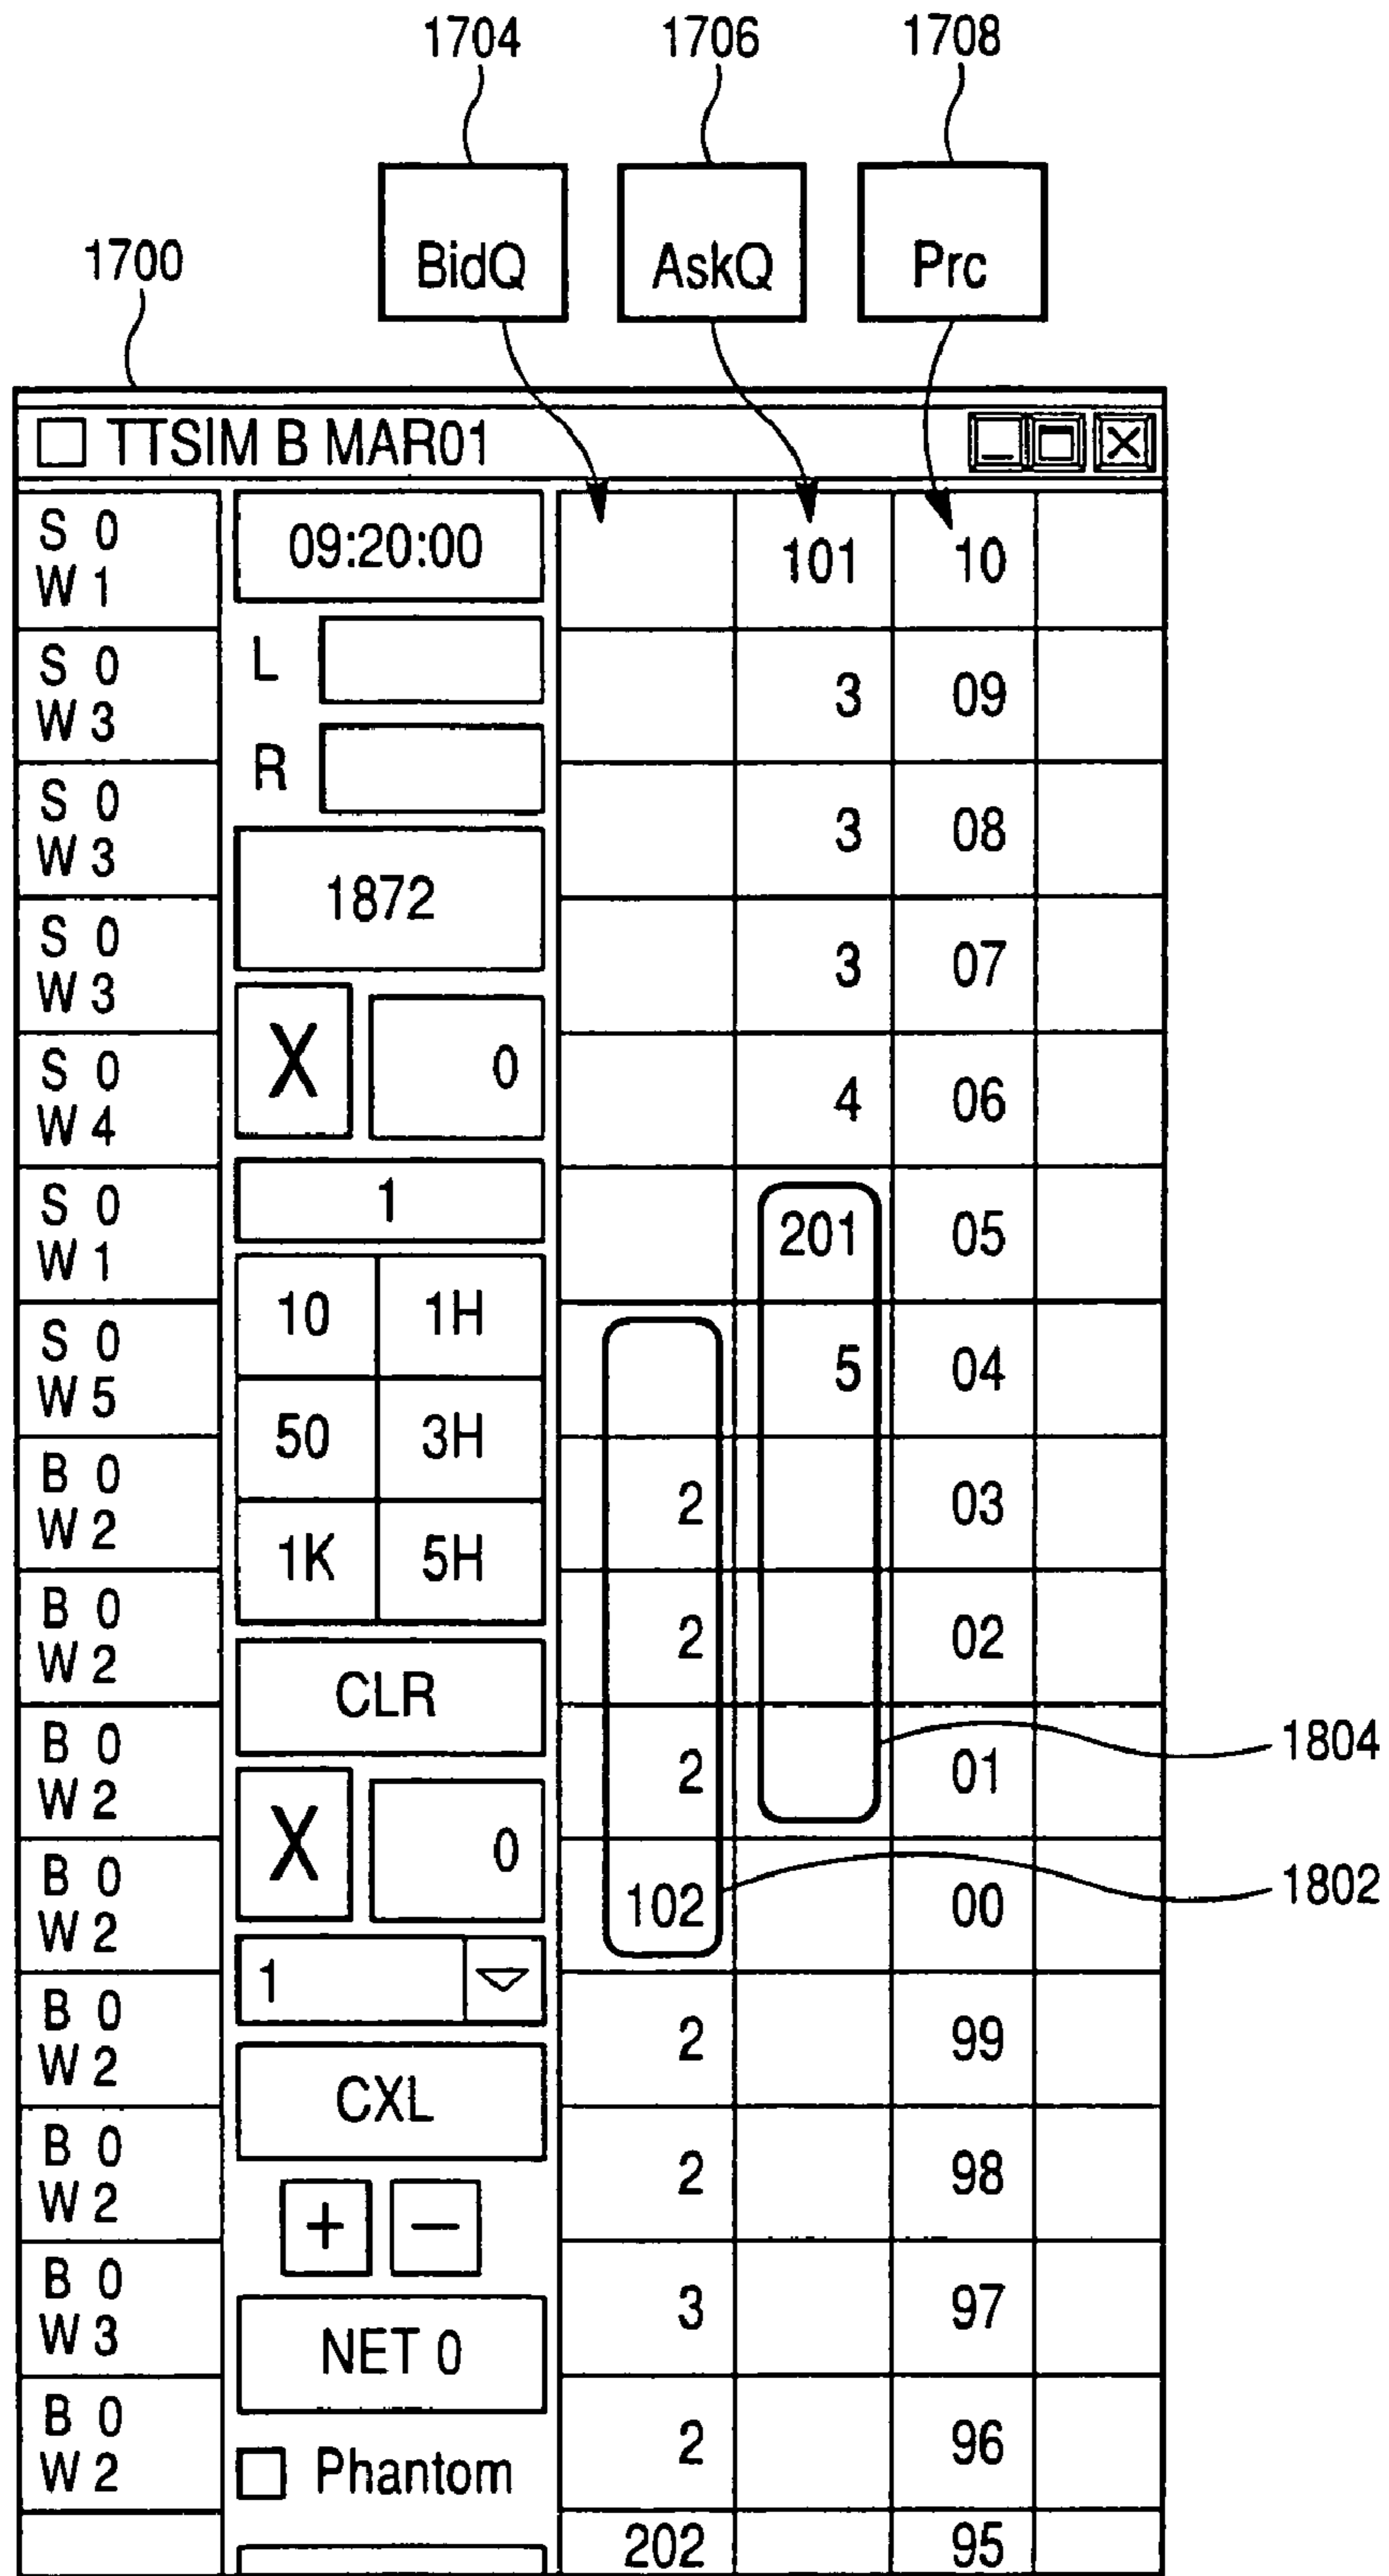 1704 1706 1708
BidQ AskQ Prc
1700
TTSIM B MAR01
S 0
W 1
S 0
W 3
S 0
W 3
S 0
W 3
S 0
W 4
S 0
W 1
S 0
W 5
B 0
W 2
B 0
W 2
B 0
W 2
B 0
W 2
B 0
W 2
B 0
W 2
B 0
W 3
B 0
W 2
09:20:00
L
R
1872
X 0
1
10 1H
50 3H
1K 5H
CLR
X 0
1
CXL
+ −
NET 0
Phantom
101 10
3 09
3 08
3 07
4 06
201 05
5 04
2 03
2 02
2 01
102 00
2 99
2 98
3 97
2 96
202 95
1804
1802